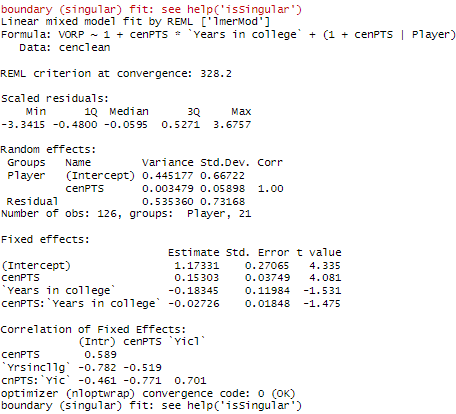 boundary (singular) fit: see help('isSingular')
Linear mixed model fit by REML ['lmerMod']
Formula: VORP ~ 1 + cenPTS * `Years in college` + (1 + cenPTS | Player)
   Data: cenclean

REML criterion at convergence: 328.2

Scaled residuals:
    Min      1Q  Median      3Q     Max
-3.3415 -0.4800 -0.0595  0.5271  3.6757

Random effects:
 Groups   Name        Variance Std.Dev. Corr
 Player   (Intercept) 0.445177 0.66722
          cenPTS      0.003479 0.05898  1.00
 Residual             0.535360 0.73168
Number of obs: 126, groups:  Player, 21

Fixed effects:
                          Estimate Std. Error t value
(Intercept)                1.17331    0.27065   4.335
cenPTS                     0.15303    0.03749   4.081
`Years in college`        -0.18345    0.11984  -1.531
cenPTS:`Years in college` -0.02726    0.01848  -1.475

Correlation of Fixed Effects:
            (Intr) cenPTS `Yicl`
cenPTS       0.589
`Yrsincllg` -0.782 -0.519
cnPTS:`Yic` -0.461 -0.771  0.701
optimizer (nloptwrap) convergence code: 0 (OK)
boundary (singular) fit: see help('isSingular')